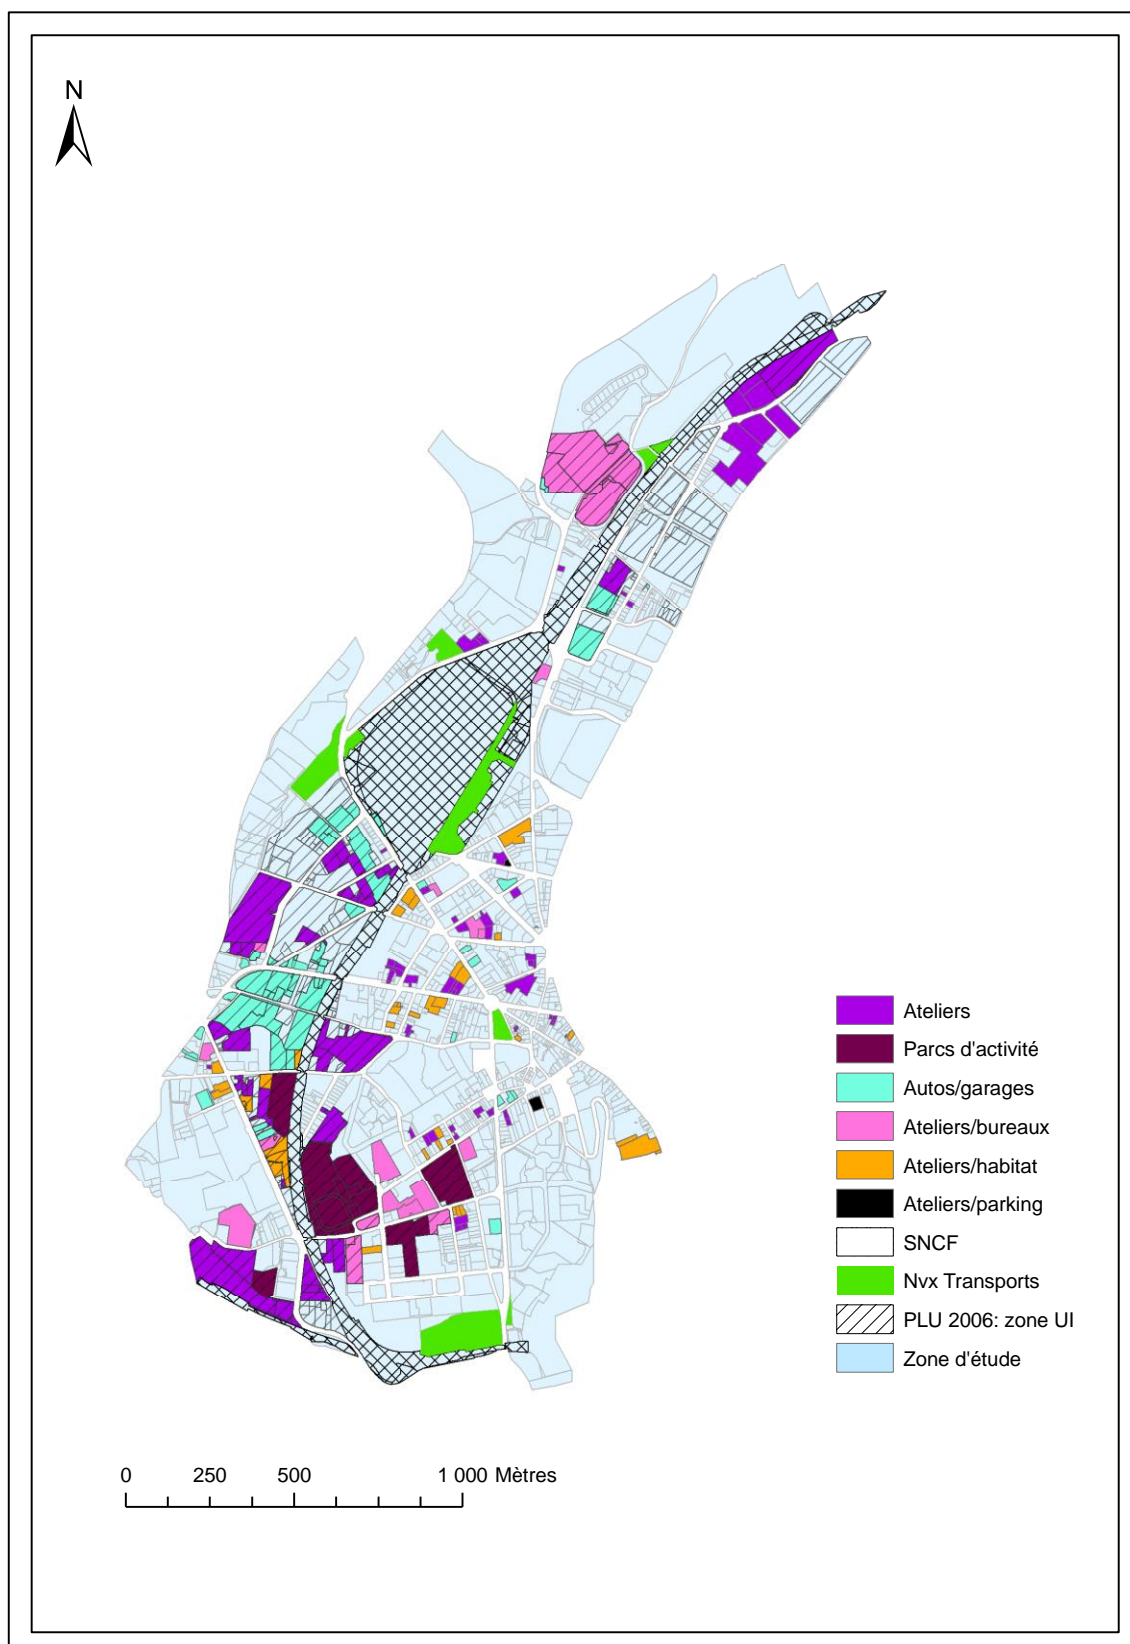 N
Ateliers
Parcs d'activité
Autos/garages
Ateliers/bureaux
Ateliers/habitat
Ateliers/parking
SNCF
Nvx Transports
PLU 2006: zone UI
Zone d'étude
0 250 500 1 000 Mètres